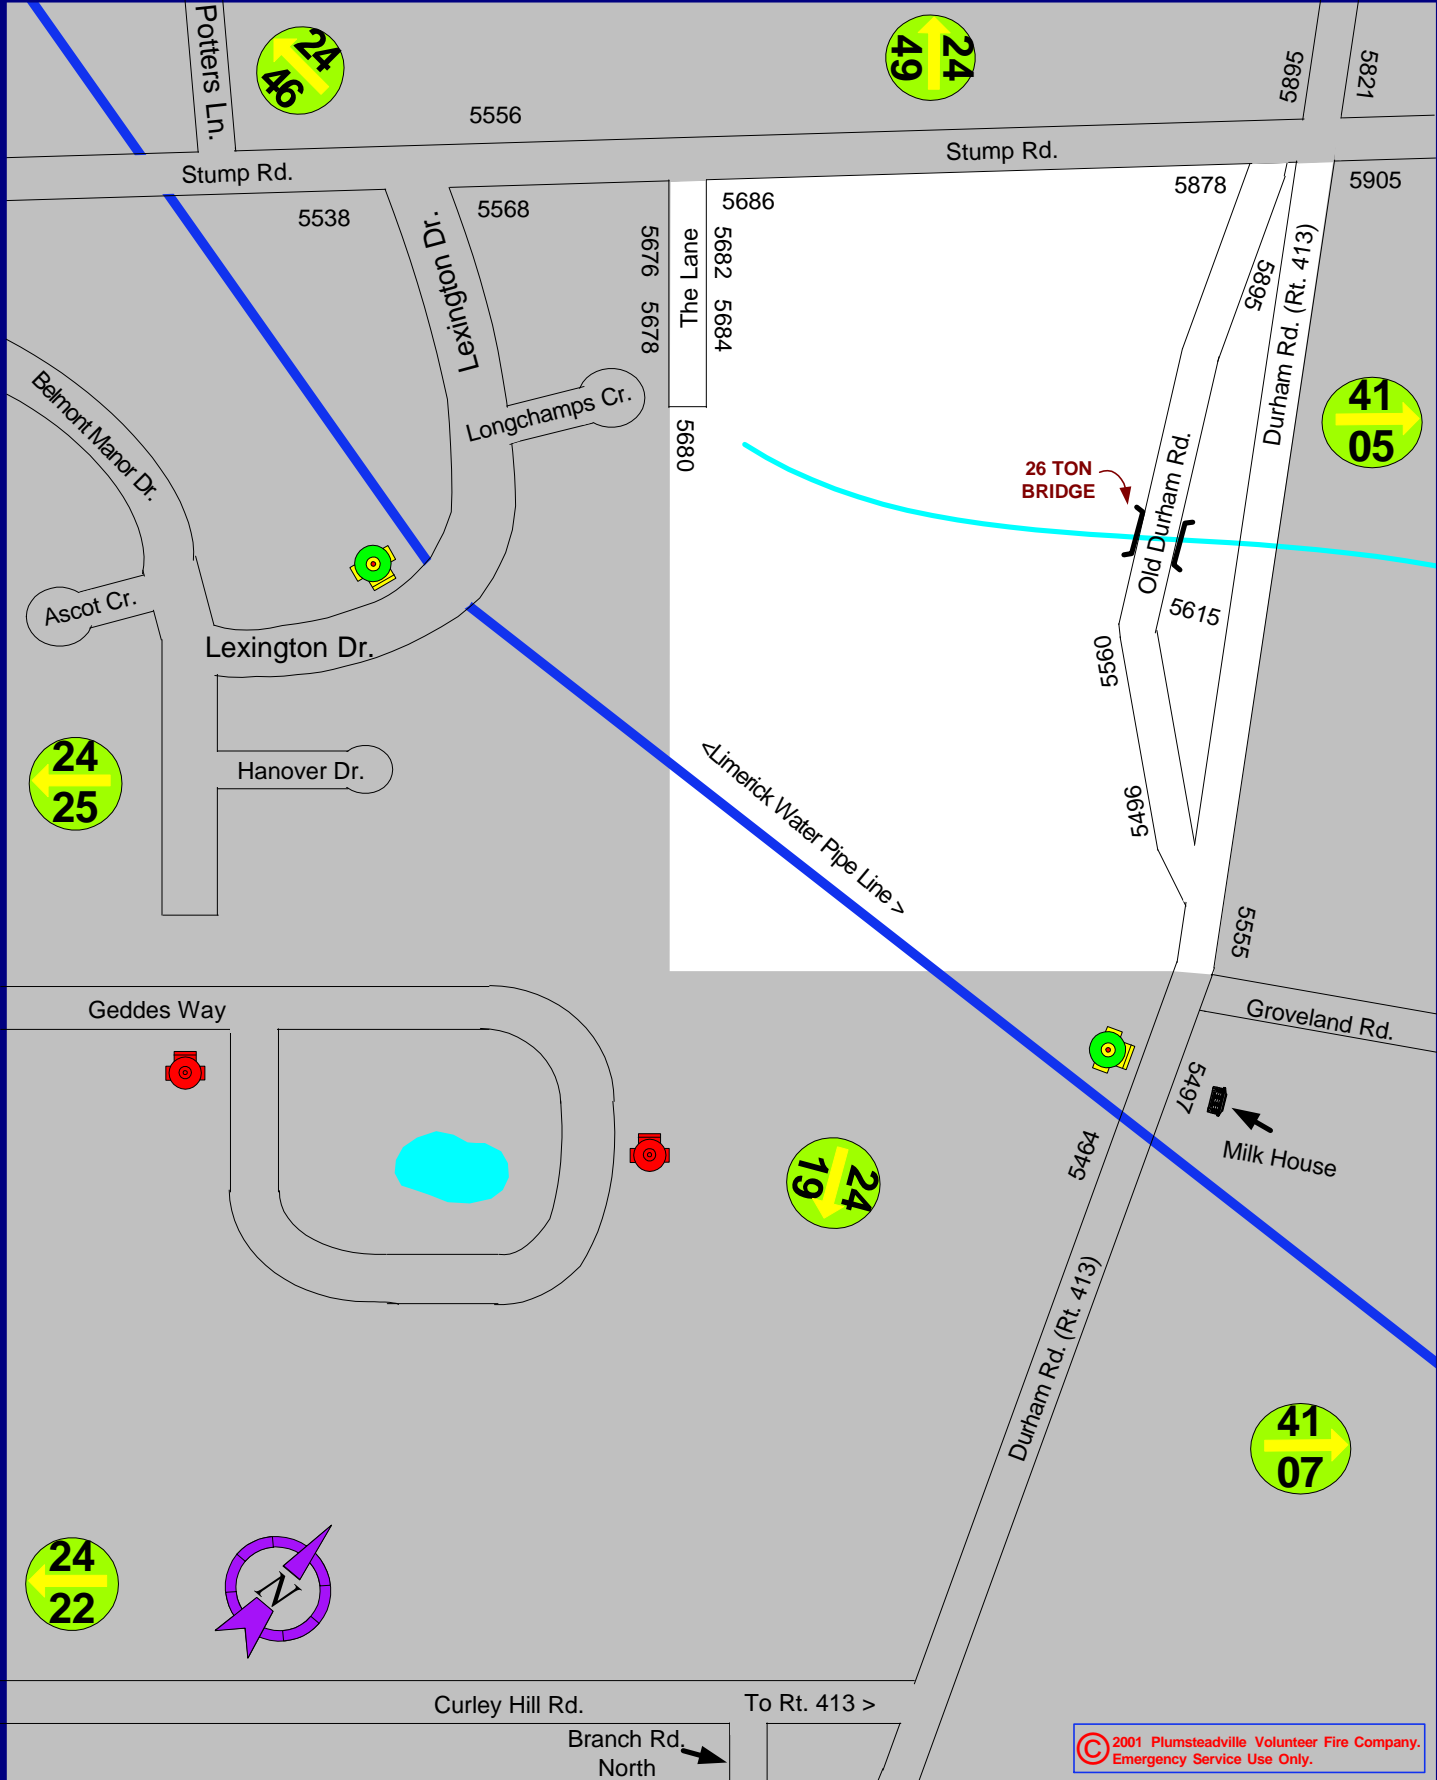 Potters Ln.
24
46
24
49
5895
5821
5556
Stump Rd.
Stump Rd.
5538
5568
5686
5878
5905
Lexington Dr.
5676
5678
The Lane
5682
5684
5680
5895
Durham Rd. (Rt. 413)
Belmont Manor Dr.
Longchamps Cr.
41
05
26 TON
BRIDGE
Old Durham Rd.
5615
5560
5496
Ascot Cr.
Lexington Dr.
24
25
Hanover Dr.
<Limerick Water Pipe Line >
5555
Geddes Way
Groveland Rd.
5497
Milk House
5464
24
19
Durham Rd. (Rt. 413)
41
07
24
22
N
Curley Hill Rd.
To Rt. 413 >
Branch Rd.
North
© 2001 Plumsteadville Volunteer Fire Company.
Emergency Service Use Only.